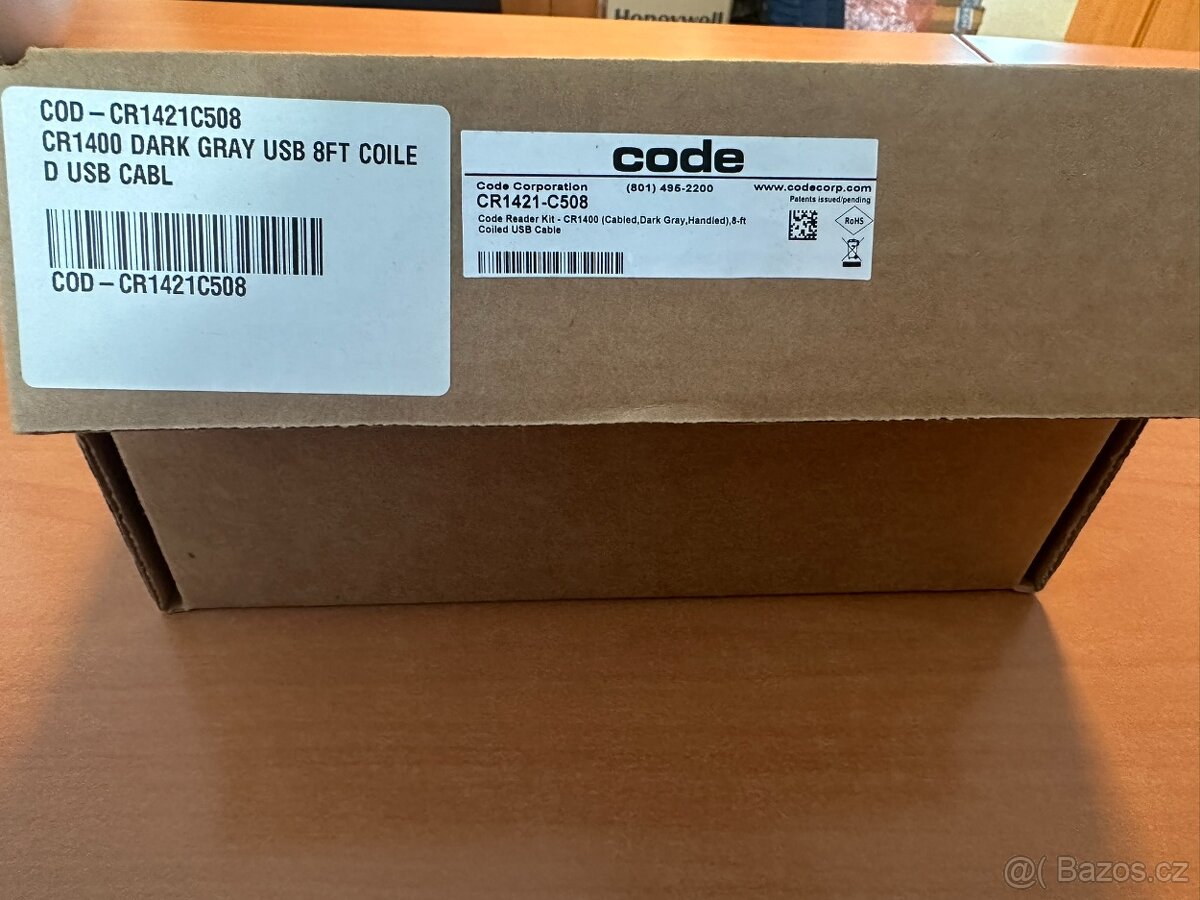 Honeywell
COD-CR1421C508
CR1400 DARK GRAY USB 8FT COILE
D USB CABL
COD-CR1421C508
code
Code Corporation (801) 495-2200 www.codecorp.com
CR1421-C508
Patents issued/pending
Code Reader Kit - CR1400 (Cabled,Dark Gray,Handled),8-ft
Coiled USB Cable
RoHS
@( Bazos.cz